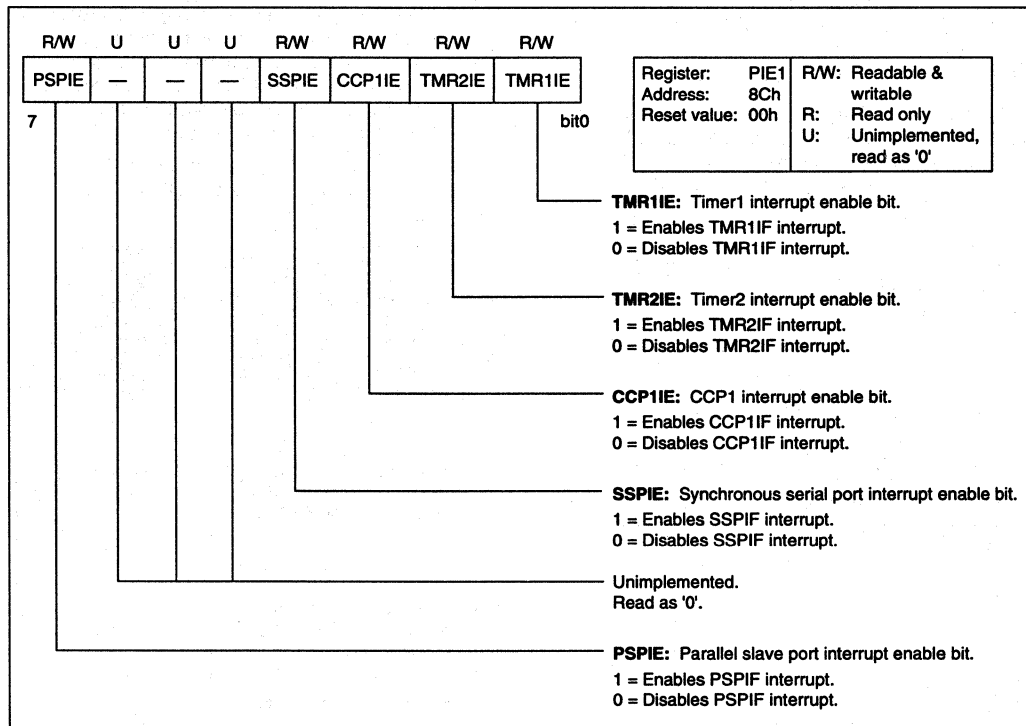 R/W U U U R/W R/W R/W R/W
PSPIE — — — SSPIE CCP1IE TMR2IE TMR1IE
7 bit0
Register: PIE1
Address: 8Ch
Reset value: 00h
R/W: Readable &
writable
R: Read only
U: Unimplemented,
read as '0'
TMR1IE: Timer1 interrupt enable bit.
1 = Enables TMR1IF interrupt.
0 = Disables TMR1IF interrupt.
TMR2IE: Timer2 interrupt enable bit.
1 = Enables TMR2IF interrupt.
0 = Disables TMR2IF interrupt.
CCP1IE: CCP1 interrupt enable bit.
1 = Enables CCP1IF interrupt.
0 = Disables CCP1IF interrupt.
SSPIE: Synchronous serial port interrupt enable bit.
1 = Enables SSPIF interrupt.
0 = Disables SSPIF interrupt.
Unimplemented.
Read as '0'.
PSPIE: Parallel slave port interrupt enable bit.
1 = Enables PSPIF interrupt.
0 = Disables PSPIF interrupt.